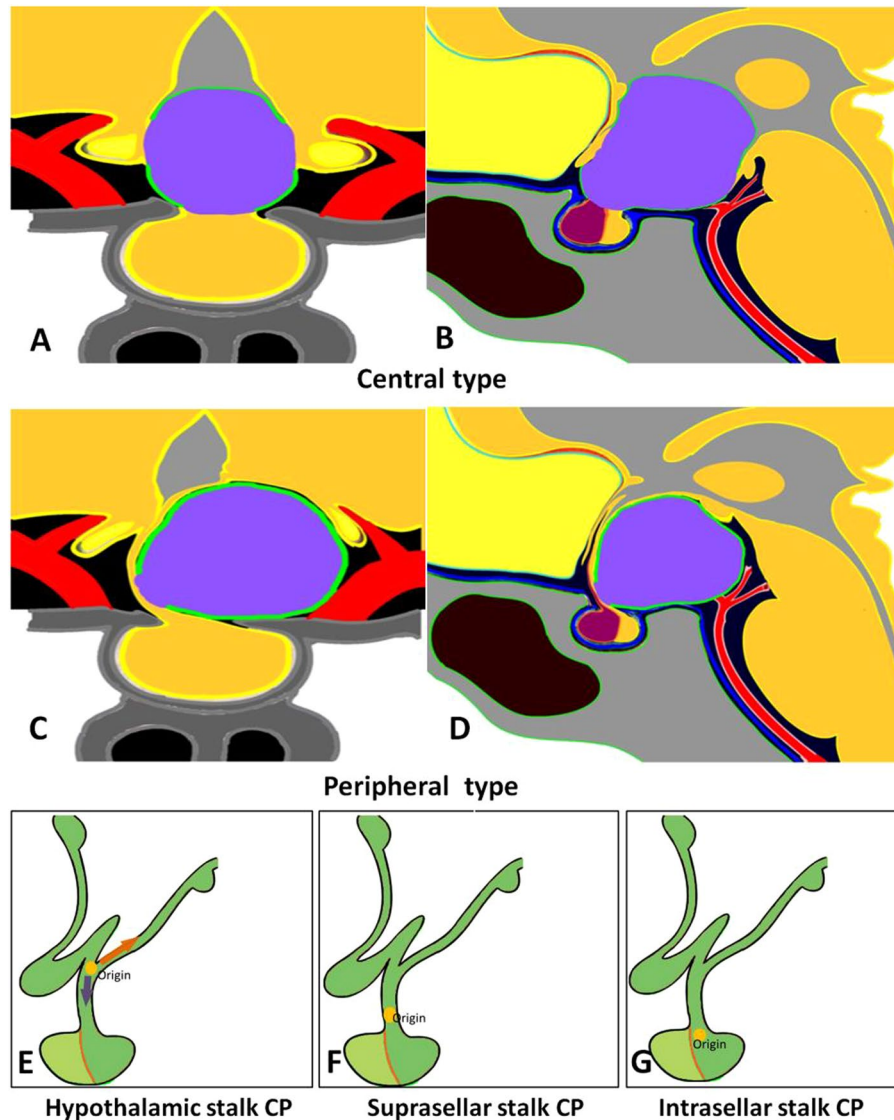 A
B
Central type
C
D
Peripheral type
Origin
E
Origin
F
Origin
G
Hypothalamic stalk CP
Suprasellar stalk CP
Intrasellar stalk CP